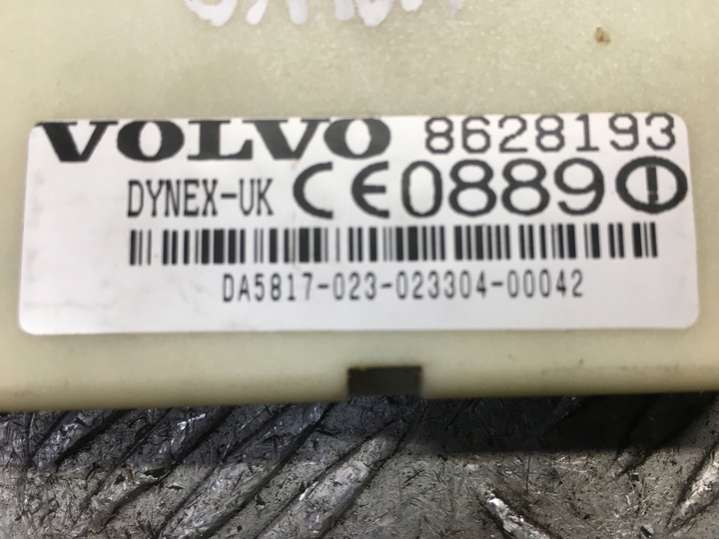 VOLVO 8628193
DYNEX-UK CE0889
DA5817-023-023304-00042